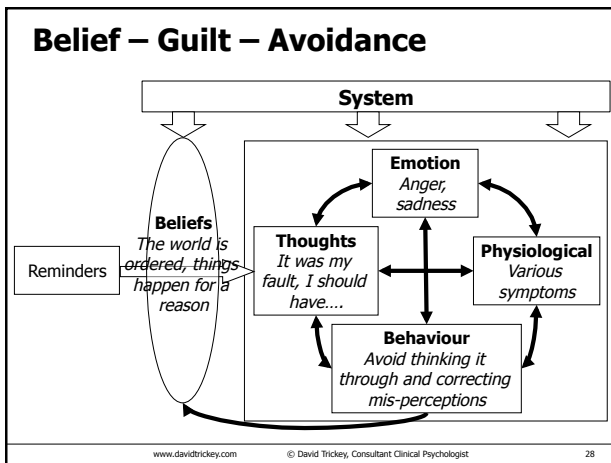 Belief – Guilt – Avoidance
System
Emotion
Anger,
sadness
Beliefs
The world is
ordered, things
happen for a
reason
Reminders
Thoughts
It was my
fault, I should
have….
Physiological
Various
symptoms
Behaviour
Avoid thinking it
through and correcting
mis-perceptions
www.davidtrickey.com © David Trickey, Consultant Clinical Psychologist 28